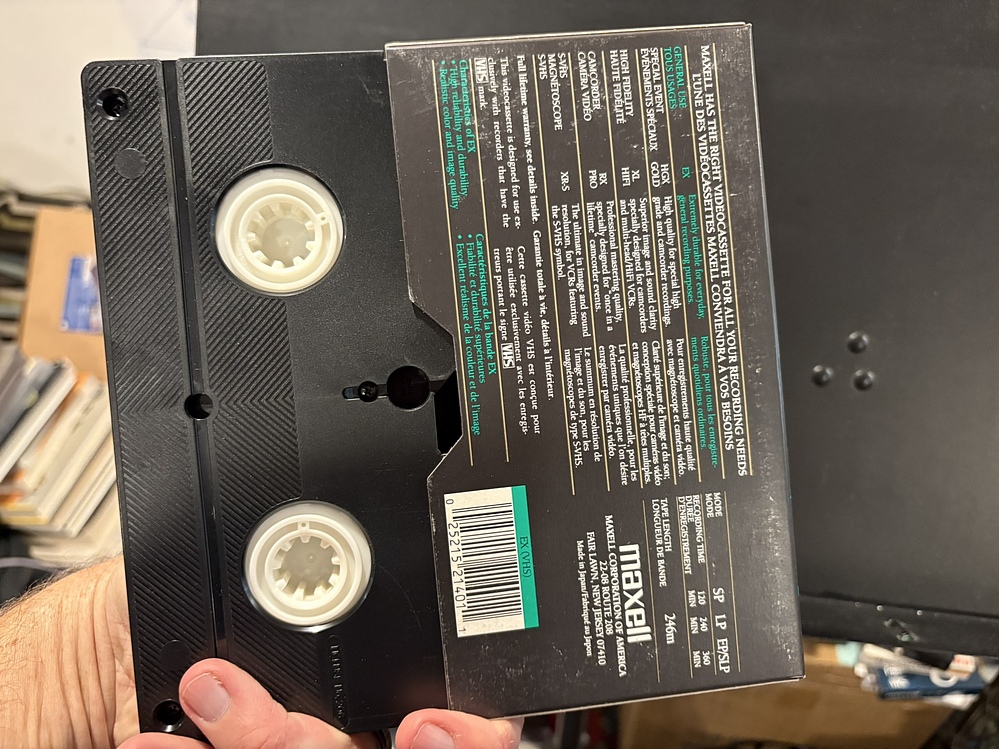 MAXELL HAS THE RIGHT VIDEOCASSETTE FOR ALL YOUR RECORDING NEEDS
L'UNE DES VIDÉOCASSETTES MAXELL CONVIENDRA À VOS BESOINS
GENERAL USE
TOUS USAGES
EX
Extremely durable for everyday,
general recording purposes.
Robuste, pour tous les enregistre-
ments quotidiens ordinaires.
SPECIAL EVENT
ÉVÉNEMENTS SPÉCIAUX
HGX
GOLD
High quality for special high
grade and camcorder recordings.
Pour enregistrements haute qualité
avec magnétoscope et caméra vidéo.
HIGH FIDELITY
HAUTE FIDÉLITÉ
XL
HIFI
Superior image and sound clarity
specially designed for camcorders
and multi-head/HIFI VCRs.
Clarté supérieure de l'image et du son;
conception spéciale pour caméras vidéo
et magnétoscopes HF à têtes multiples.
CAMCORDER
CAMÉRA VIDÉO
RX
PRO
Professional mastering quality,
specially designed for "once in a
lifetime" camcorder events.
La qualité professionnelle, pour les
événements uniques que l'on désire
enregistrer par caméra vidéo.
S-VHS
MAGNÉTOSCOPE
S-VHS
XR-S
The ultimate in image and sound
resolution, for VCRs featuring
the S-VHS symbol.
Le summum en résolution de
l'image et du son, pour les
magnétoscopes de type S-VHS.
Full lifetime warranty, see details inside. Garantie totale à vie, détails à l'intérieur.
This videocassette is designed for use ex-
clusively with recorders that have the
VHS mark.
Cette cassette vidéo VHS est conçue pour
être utilisée exclusivement avec les enregis-
treurs portant le signe VHS
Characteristics of EX
• High reliability and durability
• Realistic color and image quality
Caractéristiques de la bande EX
• Fiabilité et durabilité supérieures
• Excellent réalisme de la couleur et de l'image
MODE
MODE
SP LP EP/SLP
RECORDING TIME
DURÉE
D'ENREGISTREMENT
120 MIN
240 MIN
360 MIN
TAPE LENGTH
LONGUEUR DE BANDE
246m
maxell
MAXELL CORPORATION OF AMERICA
22-08 ROUTE 208
FAIR LAWN, NEW JERSEY 07410
Made in Japan/Fabriqué au Japon
EX (VHS)
0 25215 21401 1